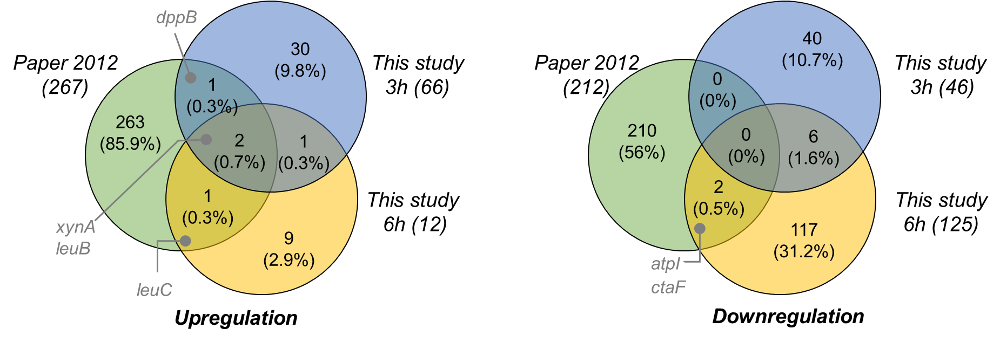 dppB
Paper 2012
(267)
30
(9.8%)
This study
3h (66)
1
(0.3%)
263
(85.9%)
2
(0.7%)
1
(0.3%)
1
(0.3%)
This study
6h (12)
9
(2.9%)
xynA
leuB
leuC
Upregulation
Paper 2012
(212)
40
(10.7%)
This study
3h (46)
0
(0%)
210
(56%)
0
(0%)
6
(1.6%)
2
(0.5%)
This study
6h (125)
117
(31.2%)
atpI
ctaF
Downregulation